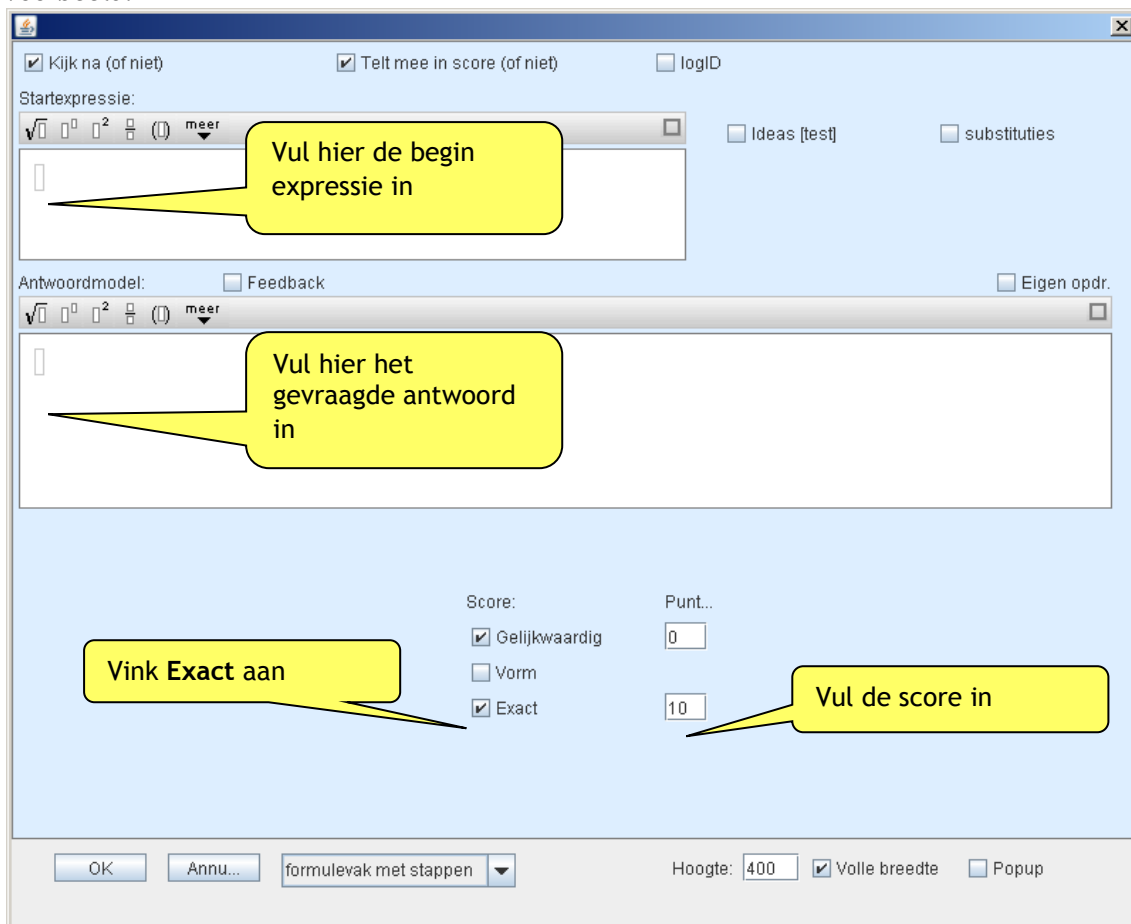 Kijk na (of niet) Telt mee in score (of niet) logID
Startexpressie:
meer
Ideas [test] substituties
Vul hier de begin
expressie in
Antwoordmodel: Feedback Eigen opdr.
meer
Vul hier het
gevraagde antwoord
in
Score: Punt...
Gelijkwaardig 0
Vorm
Exact 10
Vink Exact aan
Vul de score in
OK Annu... formulevak met stappen Hoogte: 400 Volle breedte Popup